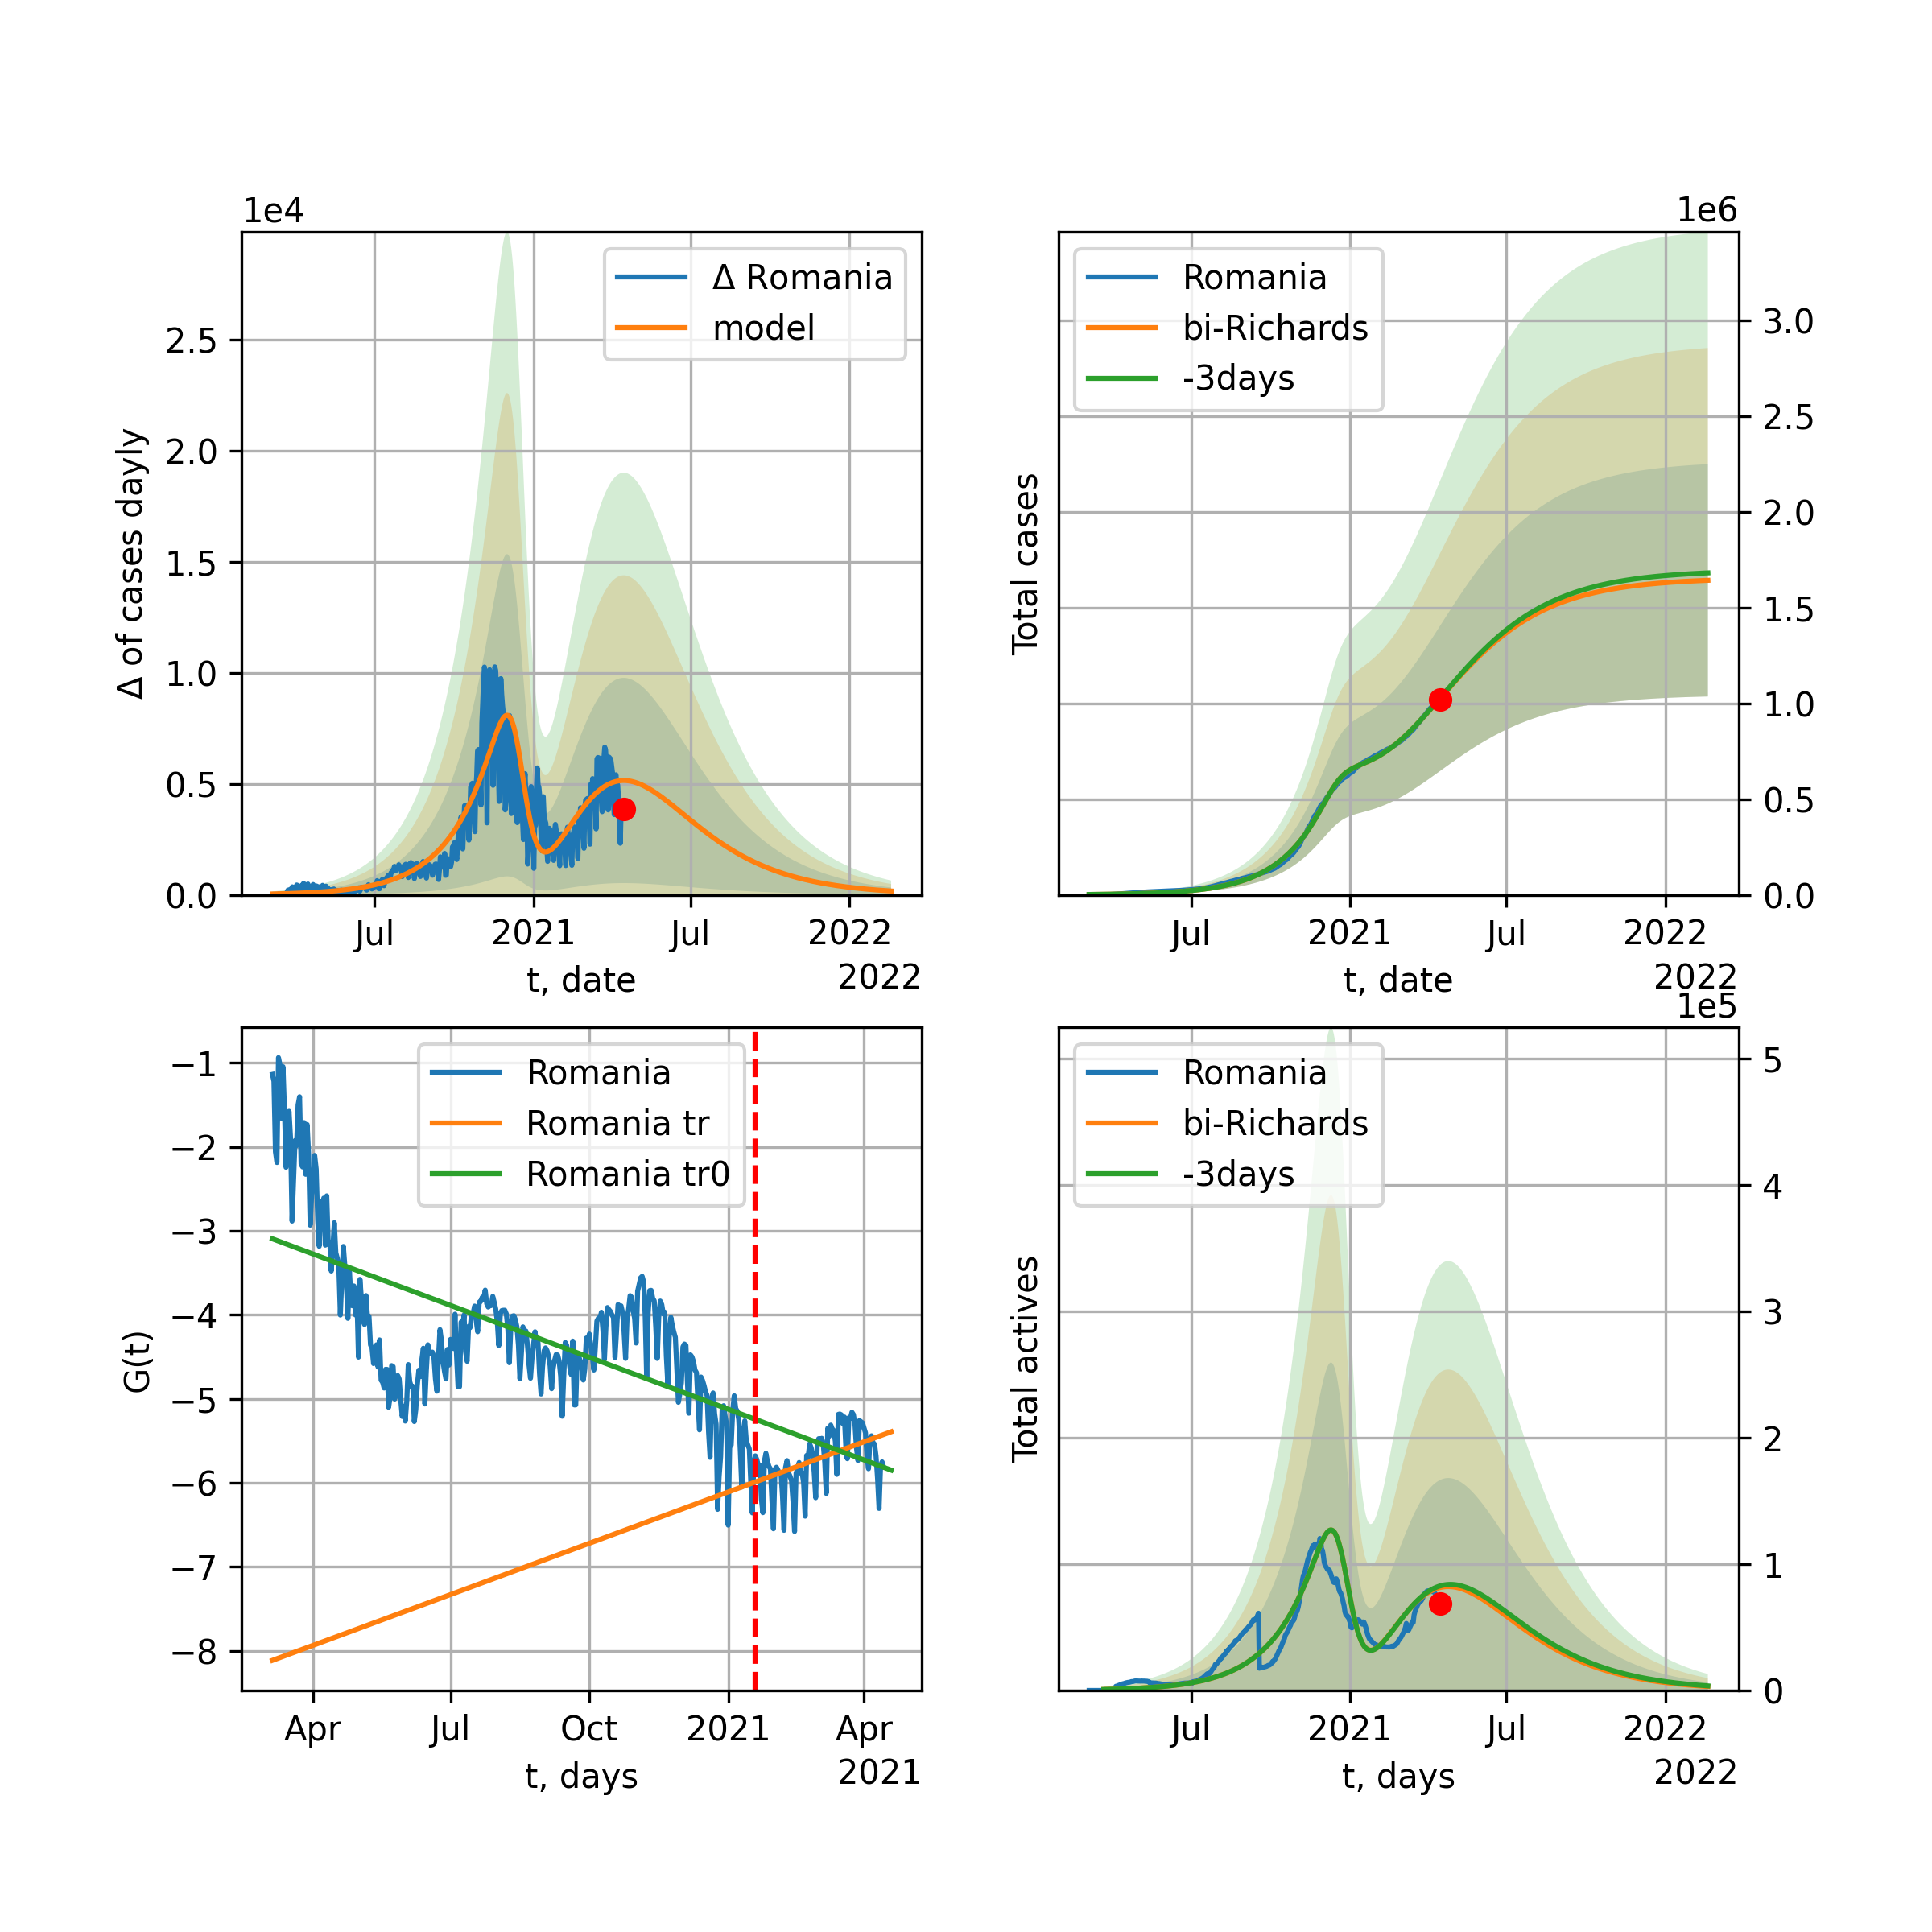 1e4
Δ of cases dayly
2.5
2.0
1.5
1.0
0.5
0.0
Δ Romania
model
Jul
2021
Jul
2022
t, date
2022
1e6
Total cases
Romania
bi-Richards
-3days
3.0
2.5
2.0
1.5
1.0
0.5
0.0
Jul
2021
Jul
2022
t, date
2022
G(t)
−1
−2
−3
−4
−5
−6
−7
−8
Romania
Romania tr
Romania tr0
Apr
Jul
Oct
2021
Apr
t, days
2021
1e5
Total actives
Romania
bi-Richards
-3days
5
4
3
2
1
0
Jul
2021
Jul
2022
t, days
2022